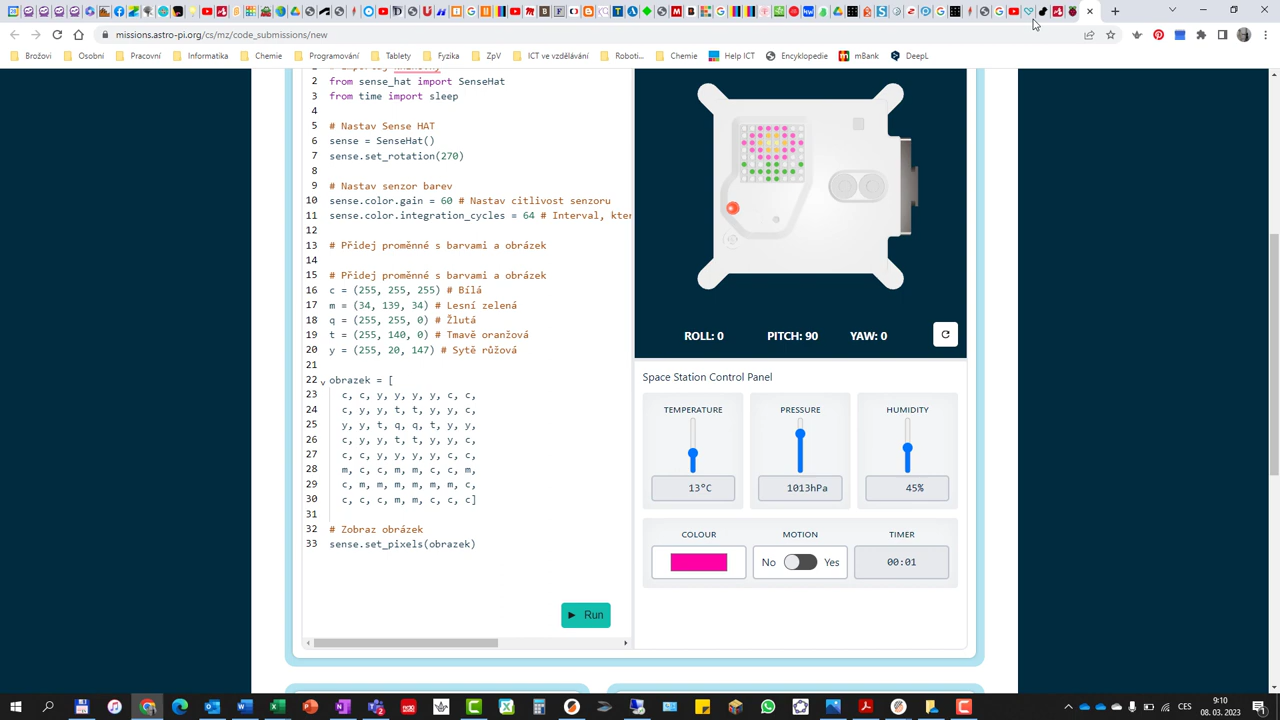 missions.astro-pi.org/cs/mz/code_submissions/new
Brožovi
Osobní
Pracovní
Informatika
Chemie
Programování
Tablety
Fyzika
ZpV
ICT ve vzdělávání
Roboti...
Chemie
Help ICT
Encyklopedie
mBank
DeepL
2 from sense_hat import SenseHat
3 from time import sleep
4
5 # Nastav Sense HAT
6 sense = SenseHat()
7 sense.set_rotation(270)
8
9 # Nastav senzor barev
10 sense.color.gain = 60 # Nastav citlivost senzoru
11 sense.color.integration_cycles = 64 # Interval, kter
12
13 # Přidej proměnné s barvami a obrázek
14
15 # Přidej proměnné s barvami a obrázek
16 c = (255, 255, 255) # Bílá
17 m = (34, 139, 34) # Lesní zelená
18 q = (255, 255, 0) # Žlutá
19 t = (255, 140, 0) # Tmavě oranžová
20 y = (255, 20, 147) # Sytě růžová
21
22 obrazek = [
23 c, c, y, y, y, y, c, c,
24 c, y, y, t, t, y, y, c,
25 y, y, t, q, q, t, y, y,
26 c, y, y, t, t, y, y, c,
27 c, c, y, y, y, y, c, c,
28 m, c, c, m, m, c, c, m,
29 c, m, m, m, m, m, m, c,
30 c, c, c, m, m, c, c, c]
31
32 # Zobraz obrázek
33 sense.set_pixels(obrazek)
Run
ROLL: 0
PITCH: 90
YAW: 0
Space Station Control Panel
TEMPERATURE
PRESSURE
HUMIDITY
13°C
1013hPa
45%
COLOUR
MOTION
TIMER
No
Yes
00:01
CES
9:10
08. 03. 2023